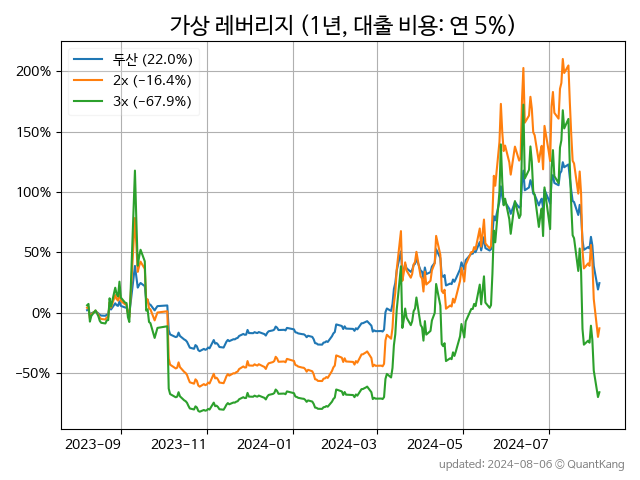 가상 레버리지 (1년, 대출 비용: 연 5%)
두산 (22.0%)
2x (−16.4%)
3x (−67.9%)
200%
150%
100%
50%
0%
−50%
2023-09 2023-11 2024-01 2024-03 2024-05 2024-07
updated: 2024-08-06 © QuantKang